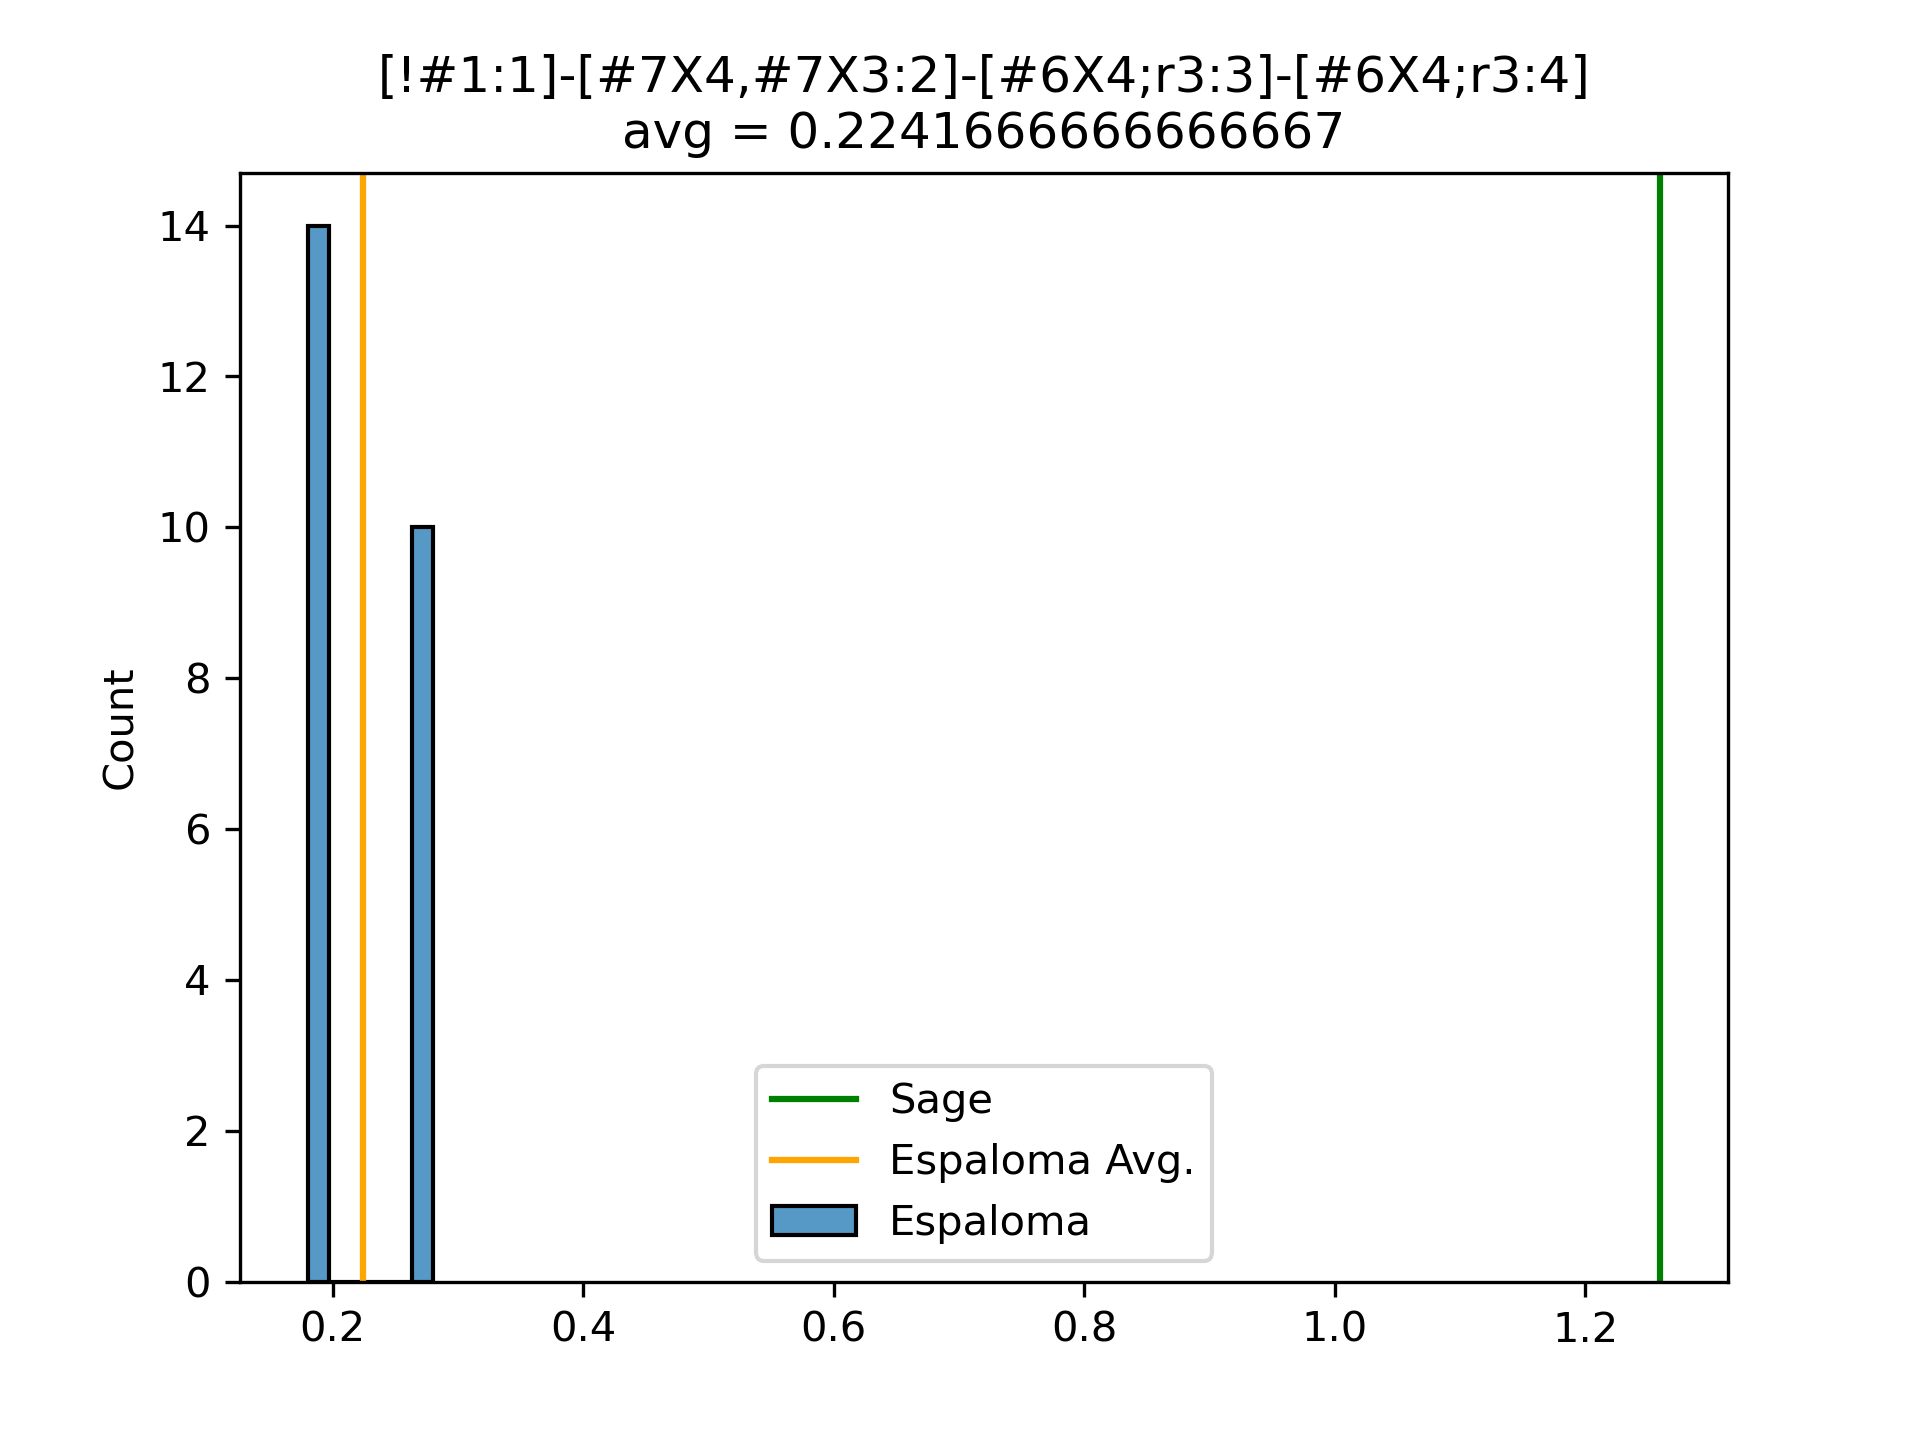 [!#1:1]-[#7X4,#7X3:2]-[#6X4;r3:3]-[#6X4;r3:4]
avg = 0.22416666666666667
14
12
10
8
6
4
2
0
Count
Sage
Espaloma Avg.
Espaloma
0.2 0.4 0.6 0.8 1.0 1.2